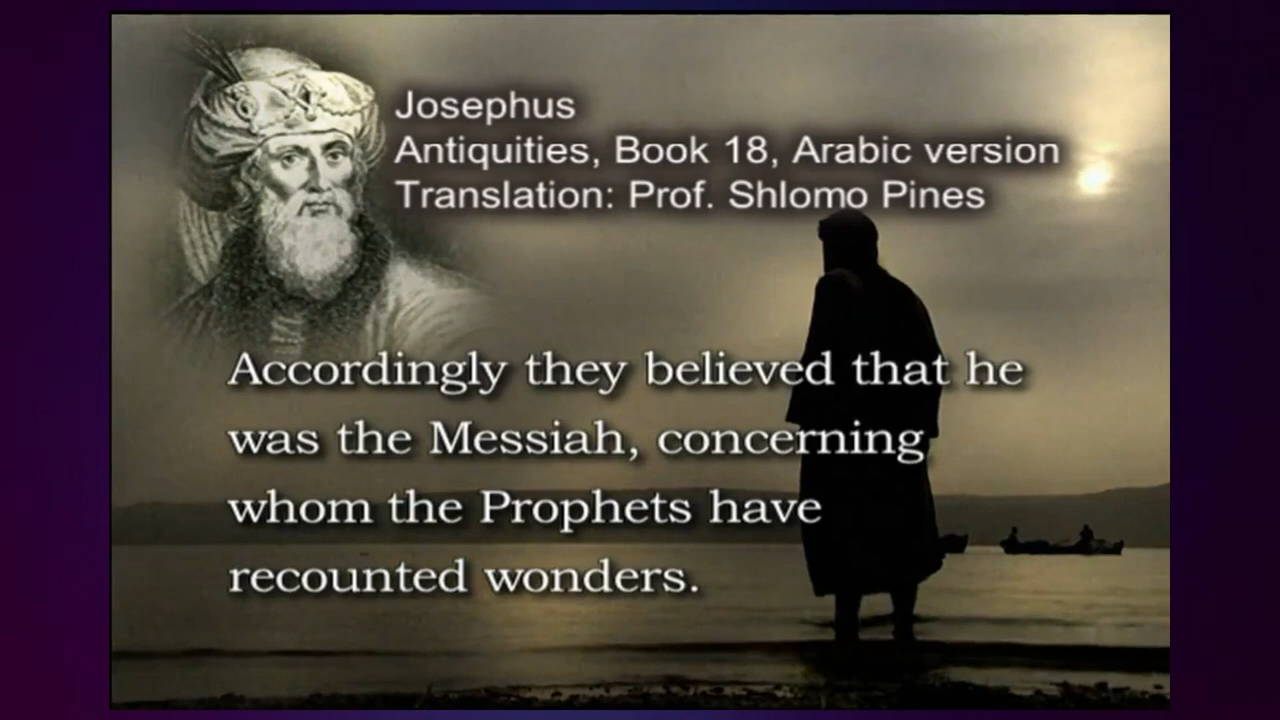 Josephus
Antiquities, Book 18, Arabic version
Translation: Prof. Shlomo Pines
Accordingly they believed that he
was the Messiah, concerning
whom the Prophets have
recounted wonders.